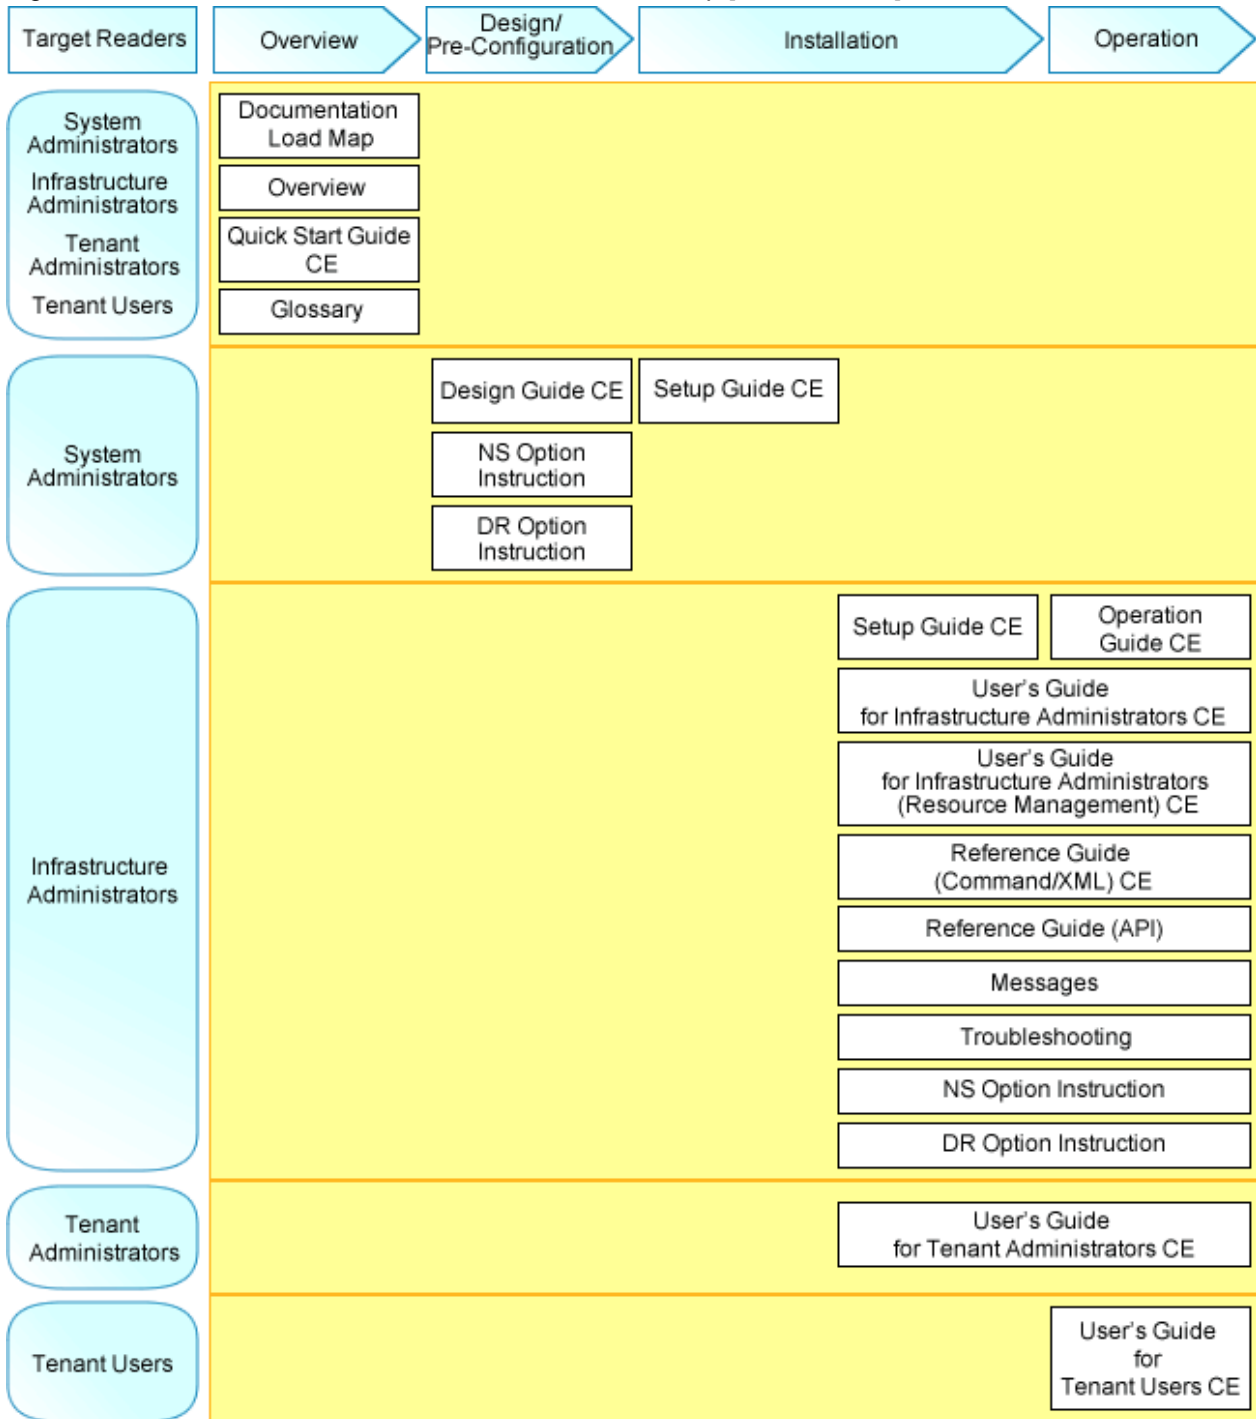 Target Readers
Overview
Design/
Pre-Configuration
Installation
Operation
System
Administrators
Infrastructure
Administrators
Tenant
Administrators
Tenant Users
Documentation
Load Map
Overview
Quick Start Guide
CE
Glossary
System
Administrators
Design Guide CE
Setup Guide CE
NS Option
Instruction
DR Option
Instruction
Infrastructure
Administrators
Setup Guide CE
Operation
Guide CE
User's Guide
for Infrastructure Administrators CE
User's Guide
for Infrastructure Administrators
(Resource Management) CE
Reference Guide
(Command/XML) CE
Reference Guide (API)
Messages
Troubleshooting
NS Option Instruction
DR Option Instruction
Tenant
Administrators
User's Guide
for Tenant Administrators CE
Tenant Users
User's Guide
for
Tenant Users CE